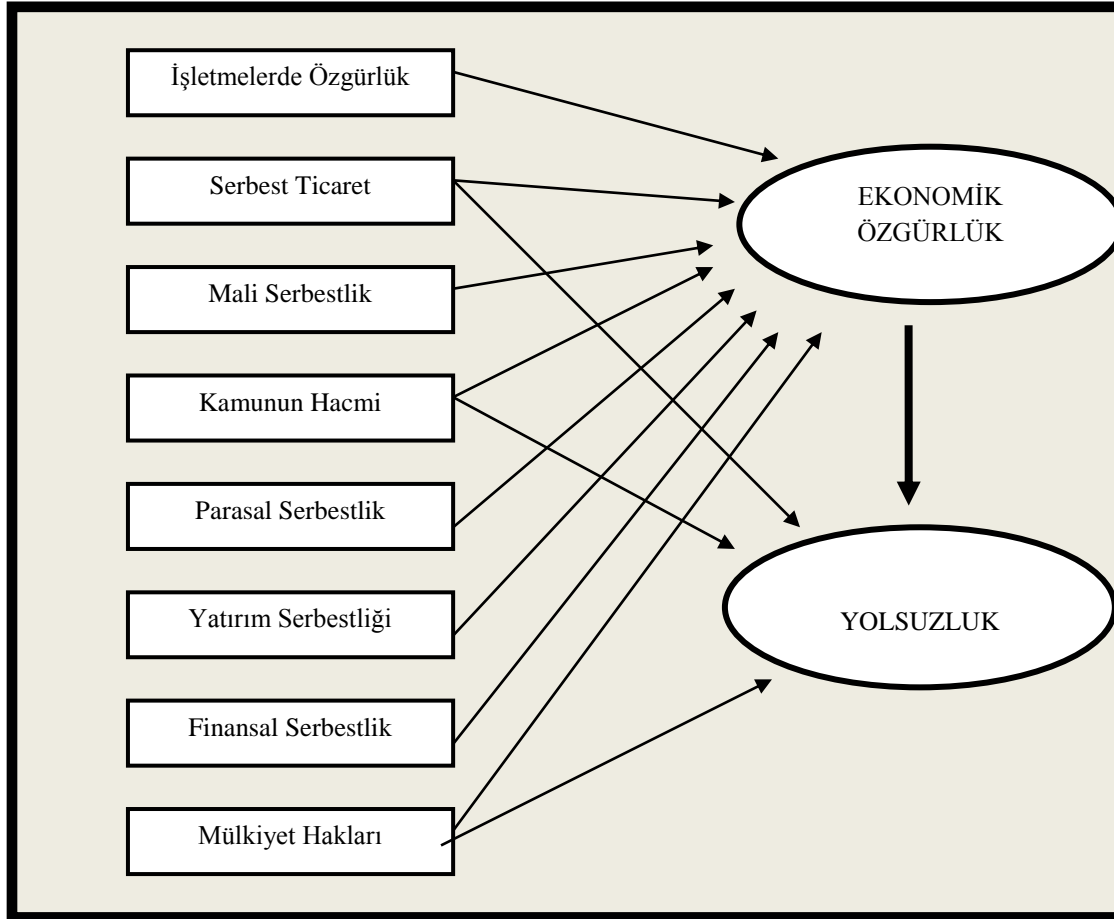 İşletmelerde Özgürlük
Serbest Ticaret
Mali Serbestlik
Kamunun Hacmi
Parasal Serbestlik
Yatırım Serbestliği
Finansal Serbestlik
Mülkiyet Hakları
EKONOMİK
ÖZGÜRLÜK
YOLSUZLUK